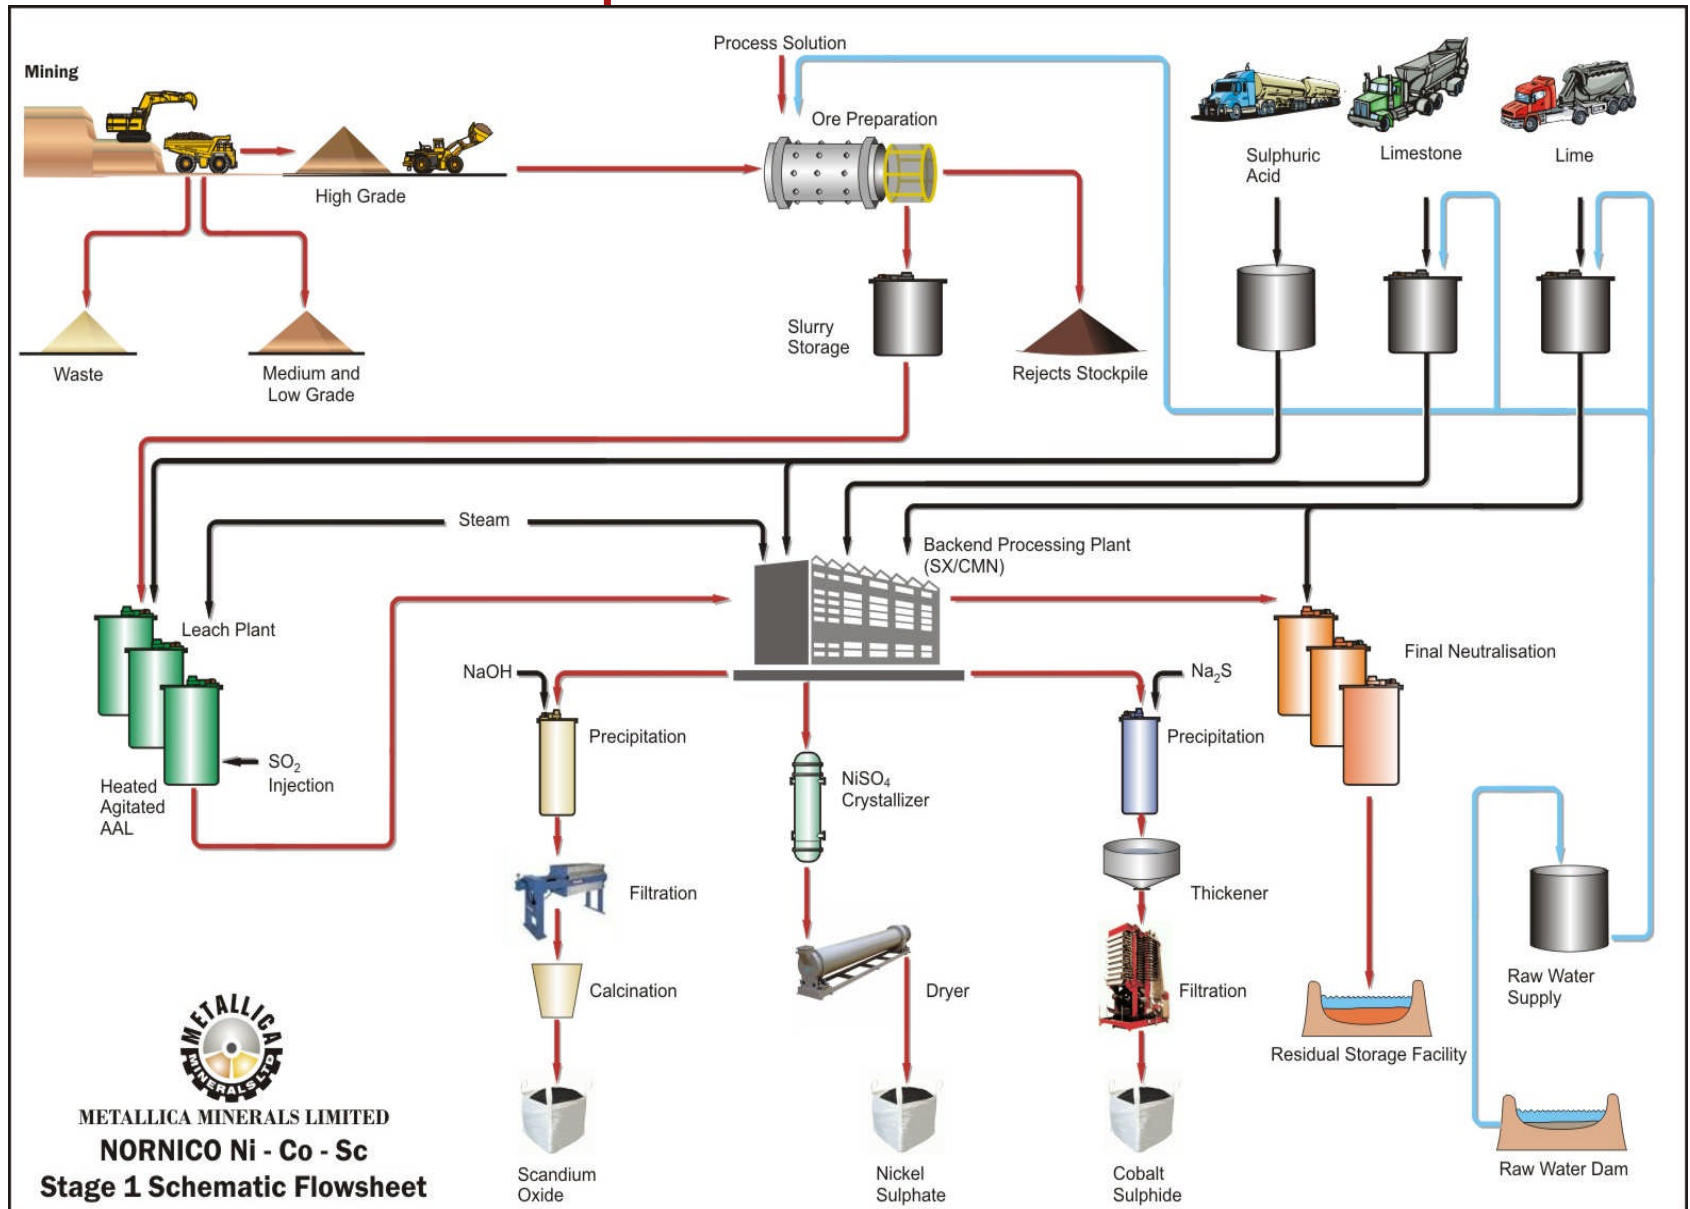 Process Solution
Mining
Ore Preparation
High Grade
Sulphuric
Acid
Limestone
Lime
Slurry
Storage
Waste
Medium and
Low Grade
Rejects Stockpile
Steam
Backend Processing Plant
(SX/CMN)
Leach Plant
Final Neutralisation
NaOH
Na₂S
Precipitation
Precipitation
SO₂
Injection
Heated
Agitated
AAL
NiSO₄
Crystallizer
Filtration
Thickener
Calcination
Dryer
Filtration
Raw Water
Supply
Residual Storage Facility
METALLICA
MINERALS LTD
METALLICA MINERALS LIMITED
NORNICO Ni - Co - Sc
Stage 1 Schematic Flowsheet
Scandium
Oxide
Nickel
Sulphate
Cobalt
Sulphide
Raw Water Dam